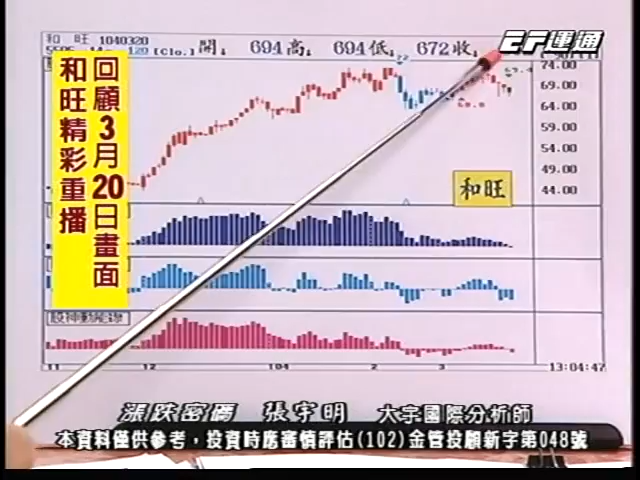 和旺 1040320
[Clo.] 開↓ 694高↓ 694低↓ 672收↓
EF運通
回顧3月20日畫面
和旺精彩重播
74.00
69.00
64.00
59.00
54.00
49.00
44.00
和旺
11 12 104 2 3 13:04:47
漲跌密碼 張宇明 大宇國際分析師
本資料僅供參考，投資時應審慎評估(102)金管投顧新字第048號